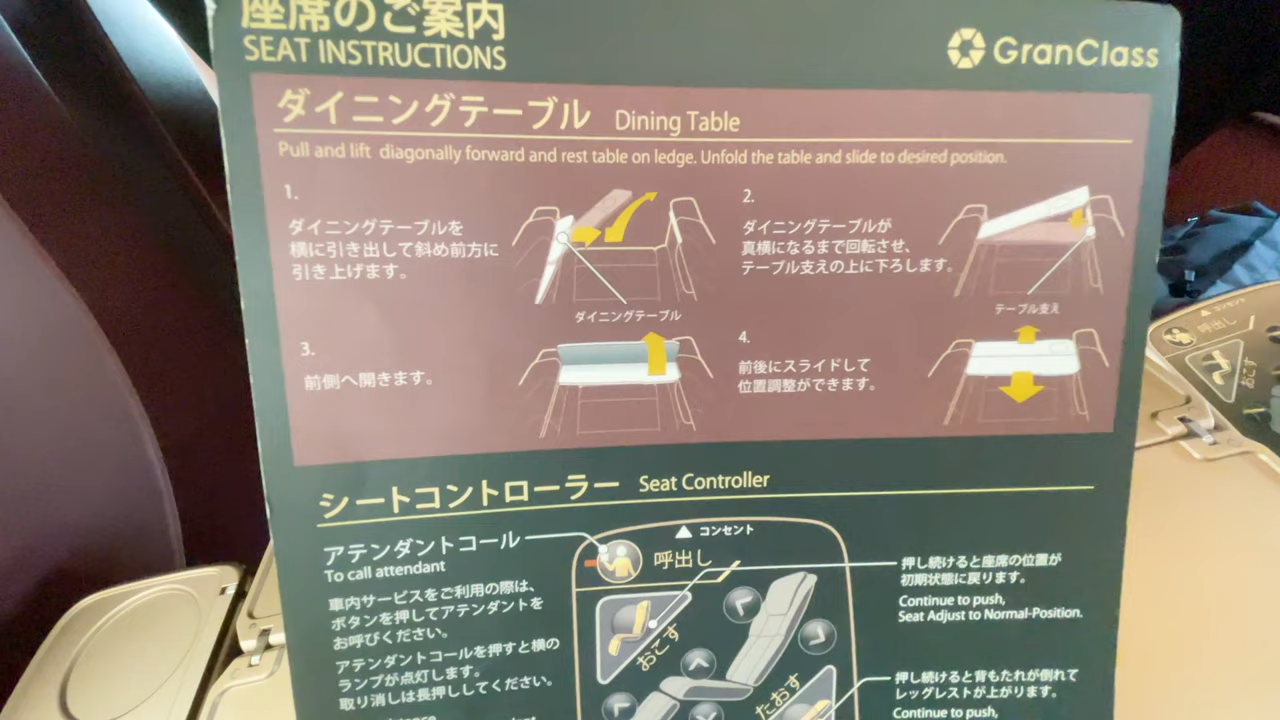 座席のご案内
SEAT INSTRUCTIONS
GranClass
ダイニングテーブル Dining Table
Pull and lift diagonally forward and rest table on ledge. Unfold the table and slide to desired position.
1.
ダイニングテーブルを
横に引き出して斜め前方に
引き上げます。
ダイニングテーブル
2.
ダイニングテーブルが
真横になるまで回転させ、
テーブル支えの上に下ろします。
テーブル支え
3.
前側へ開きます。
4.
前後にスライドして
位置調整ができます。
シートコントローラー Seat Controller
アテンダントコール
To call attendant
車内サービスをご利用の際は、
ボタンを押してアテンダントを
お呼びください。
アテンダントコールを押すと横の
ランプが点灯します。
取り消しは長押ししてください。
コンセント
呼出し
おこす
たおす
押し続けると座席の位置が
初期状態に戻ります。
Continue to push,
Seat Adjust to Normal-Position.
押し続けると背もたれが倒れて
レッグレストが上がります。
Continue to push,
コンセント
呼出し
おこす